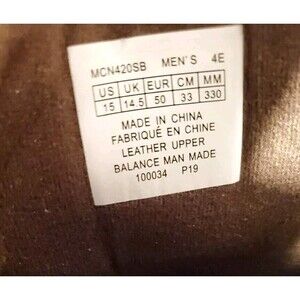 MCN420SB MEN'S 4E
US UK EUR CM MM
15 14.5 50 33 330
MADE IN CHINA
FABRIQUÉ EN CHINE
LEATHER UPPER
BALANCE MAN MADE
100034 P19